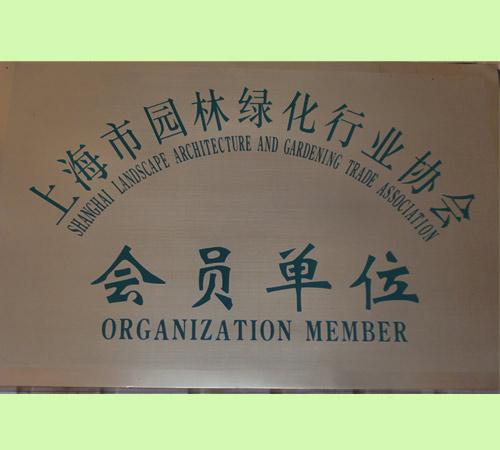 上海市园林绿化行业协会
SHANGHAI LANDSCAPE ARCHITECTURE AND GARDENING TRADE ASSOCIATION
会员单位
ORGANIZATION MEMBER